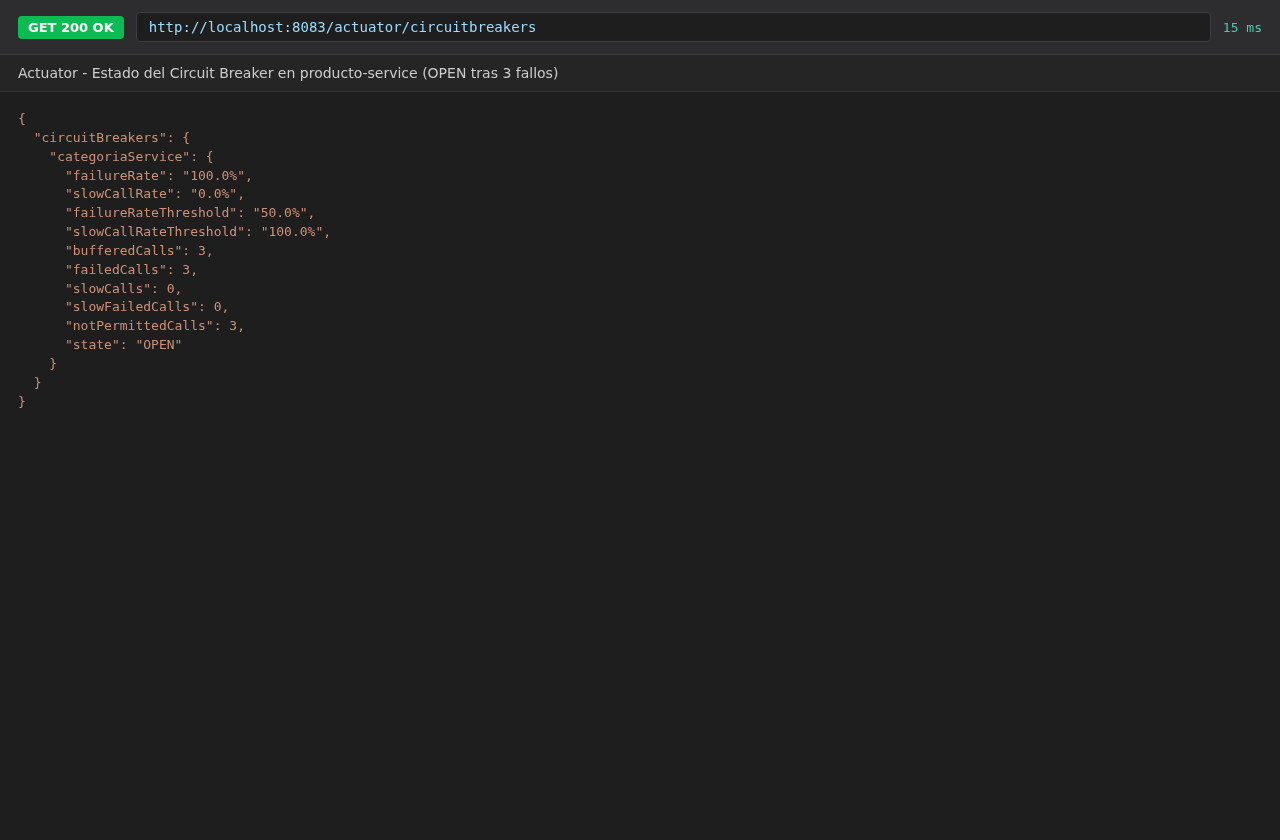 GET 200 OK http://localhost:8083/actuator/circuitbreakers 15 ms
Actuator - Estado del Circuit Breaker en producto-service (OPEN tras 3 fallos)
{
  "circuitBreakers": {
    "categoriaService": {
      "failureRate": "100.0%",
      "slowCallRate": "0.0%",
      "failureRateThreshold": "50.0%",
      "slowCallRateThreshold": "100.0%",
      "bufferedCalls": 3,
      "failedCalls": 3,
      "slowCalls": 0,
      "slowFailedCalls": 0,
      "notPermittedCalls": 3,
      "state": "OPEN"
    }
  }
}